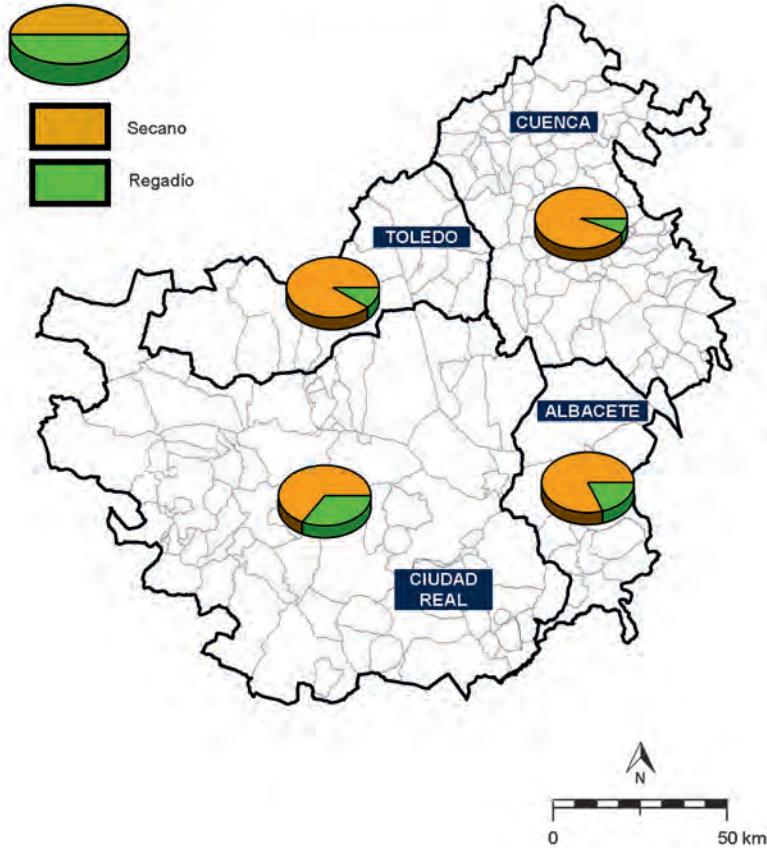 Secano
Regadío
CUENCA
TOLEDO
ALBACETE
CIUDAD
REAL
N
0 50 km